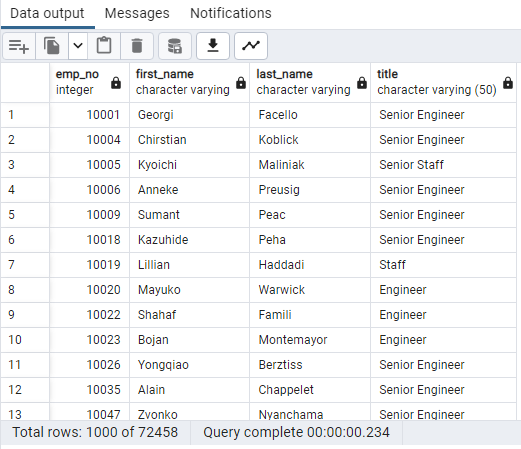 Data output Messages Notifications
emp_no first_name last_name title
integer character varying character varying character varying (50)
1 10001 Georgi Facello Senior Engineer
2 10004 Chirstian Koblick Senior Engineer
3 10005 Kyoichi Maliniak Senior Staff
4 10006 Anneke Preusig Senior Engineer
5 10009 Sumant Peac Senior Engineer
6 10018 Kazuhide Peha Senior Engineer
7 10019 Lillian Haddadi Staff
8 10020 Mayuko Warwick Engineer
9 10022 Shahaf Famili Engineer
10 10023 Bojan Montemayor Engineer
11 10026 Yongqiao Berztiss Senior Engineer
12 10035 Alain Chappelet Senior Engineer
13 10047 Zvonko Nyanchama Senior Engineer
Total rows: 1000 of 72458 Query complete 00:00:00.234